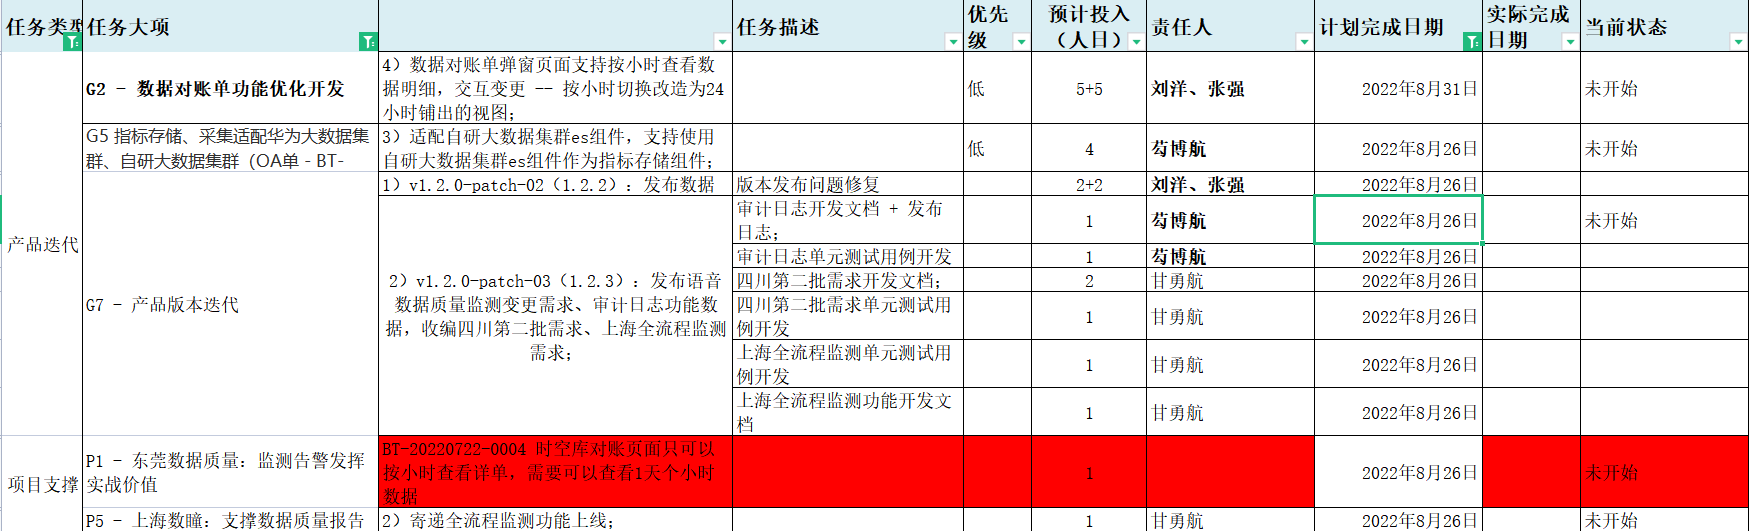 任务类型
任务大项
任务描述
优先
级
预计投入
（人日）
责任人
计划完成日期
实际完成
日期
当前状态
产品迭代
G2 - 数据对账单功能优化开发
4）数据对账单弹窗页面支持按小时查看数
据明细，交互变更 -- 按小时切换改造为24
小时铺出的视图；
低
5+5
刘洋、张强
2022年8月31日
未开始
G5 指标存储、采集适配华为大数据集
群、自研大数据集群（OA单 - BT-
3）适配自研大数据集群es组件，支持使用
自研大数据集群es组件作为指标存储组件；
低
4
芶博航
2022年8月26日
未开始
G7 - 产品版本迭代
1）v1.2.0-patch-02（1.2.2）：发布数据
版本发布问题修复
2+2
刘洋、张强
2022年8月26日
2）v1.2.0-patch-03（1.2.3）：发布语音
数据质量监测变更需求、审计日志功能数
据，收编四川第二批需求、上海全流程监测
需求；
审计日志开发文档 + 发布
日志；
1
芶博航
2022年8月26日
未开始
审计日志单元测试用例开发
1
芶博航
2022年8月26日
四川第二批需求开发文档；
2
甘勇航
2022年8月26日
四川第二批需求单元测试用
例开发
1
甘勇航
2022年8月26日
上海全流程监测单元测试用
例开发
1
甘勇航
2022年8月26日
上海全流程监测功能开发文
档
1
甘勇航
2022年8月26日
项目支撑
P1 - 东莞数据质量：监测告警发挥
实战价值
BT-20220722-0004 时空库对账页面只可以
按小时查看详单，需要可以查看1天个小时
数据
1
2022年8月26日
未开始
P5 - 上海数瞳：支撑数据质量报告
2）寄递全流程监测功能上线；
1
甘勇航
2022年8月26日
未开始